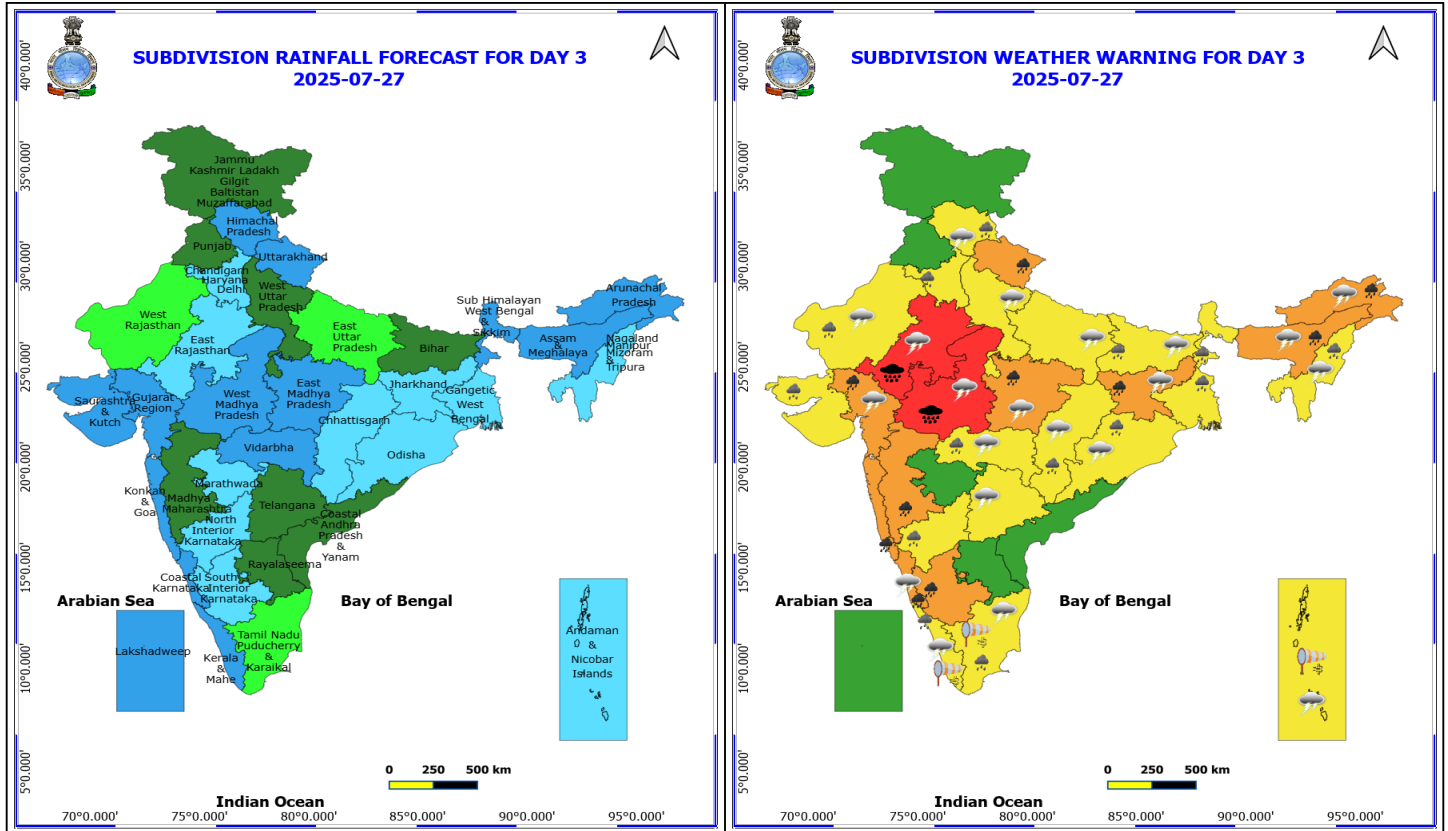 SUBDIVISION RAINFALL FORECAST FOR DAY 3
2025-07-27
40°0.000'
35°0.000'
30°0.000'
25°0.000'
20°0.000'
15°0.000'
10°0.000'
5°0.000'
Jammu
Kashmir Ladakh
Gilgit
Baltistan
Muzaffarabad
Himachal
Pradesh
Punjab
Uttarakhand
Chandigarh
Haryana
Delhi
West
Uttar
Pradesh
West
Rajasthan
East
Rajasthan
East
Uttar
Pradesh
Bihar
Sub Himalayan
West Bengal
&
Sikkim
Arunachal
Pradesh
Assam
&
Meghalaya
Nagaland
Manipur
Mizoram
&
Tripura
Saurashtra
&
Kutch
Gujarat
Region
West
Madhya
Pradesh
East
Madhya
Pradesh
Jharkhand
Gangetic
West
Bengal
Chhattisgarh
Odisha
Vidarbha
Marathwada
Madhya
Maharashtra
Konkan
&
Goa
North
Interior
Karnataka
Telangana
Coastal
Andhra
Pradesh
&
Yanam
Rayalaseema
Coastal
Karnataka
South
Interior
Karnataka
Tamil Nadu
Puducherry
&
Karaikal
Kerala
&
Mahe
Arabian Sea
Lakshadweep
Bay of Bengal
Andaman
&
Nicobar
Islands
0 250 500 km
Indian Ocean
70°0.000' 75°0.000' 80°0.000' 85°0.000' 90°0.000' 95°0.000'
SUBDIVISION WEATHER WARNING FOR DAY 3
2025-07-27
40°0.000'
35°0.000'
30°0.000'
25°0.000'
20°0.000'
15°0.000'
10°0.000'
5°0.000'
Arabian Sea
Bay of Bengal
0 250 500 km
Indian Ocean
70°0.000' 75°0.000' 80°0.000' 85°0.000' 90°0.000' 95°0.000'